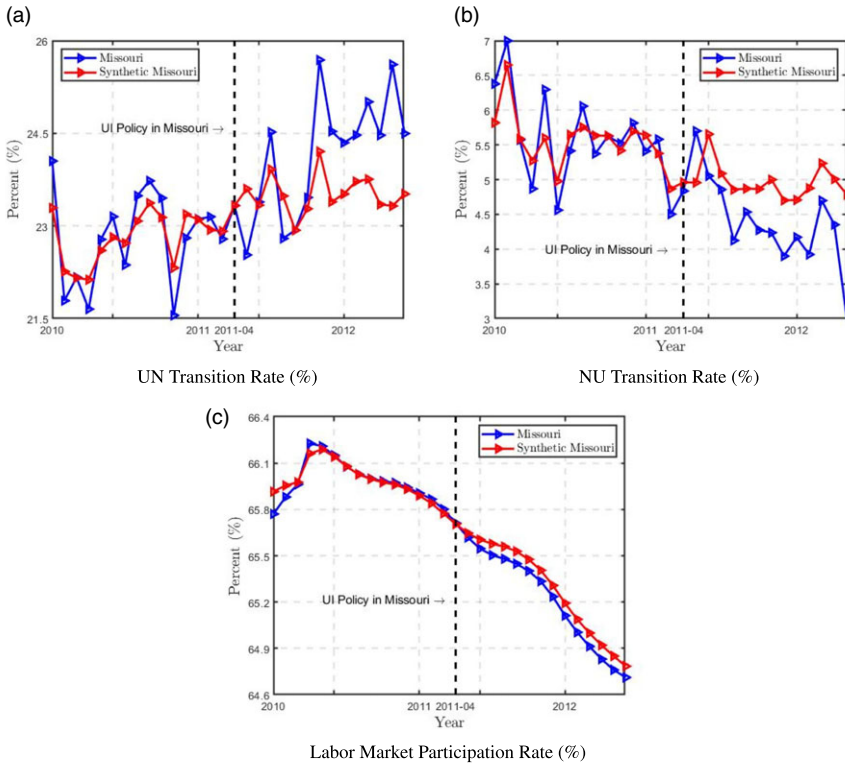 (a)
26
24.5
23
21.5
Percent (%)
Missouri
Synthetic Missouri
UI Policy in Missouri →
2010
2011
2011-04
2012
Year
UN Transition Rate (%)
(b)
7
6.5
6
5.5
5
4.5
4
3.5
3
Percent (%)
Missouri
Synthetic Missouri
UI Policy in Missouri →
2010
2011
2011-04
2012
Year
NU Transition Rate (%)
(c)
66.4
66.1
65.8
65.5
65.2
64.9
64.6
Percent (%)
Missouri
Synthetic Missouri
UI Policy in Missouri →
2010
2011
2011-04
2012
Year
Labor Market Participation Rate (%)